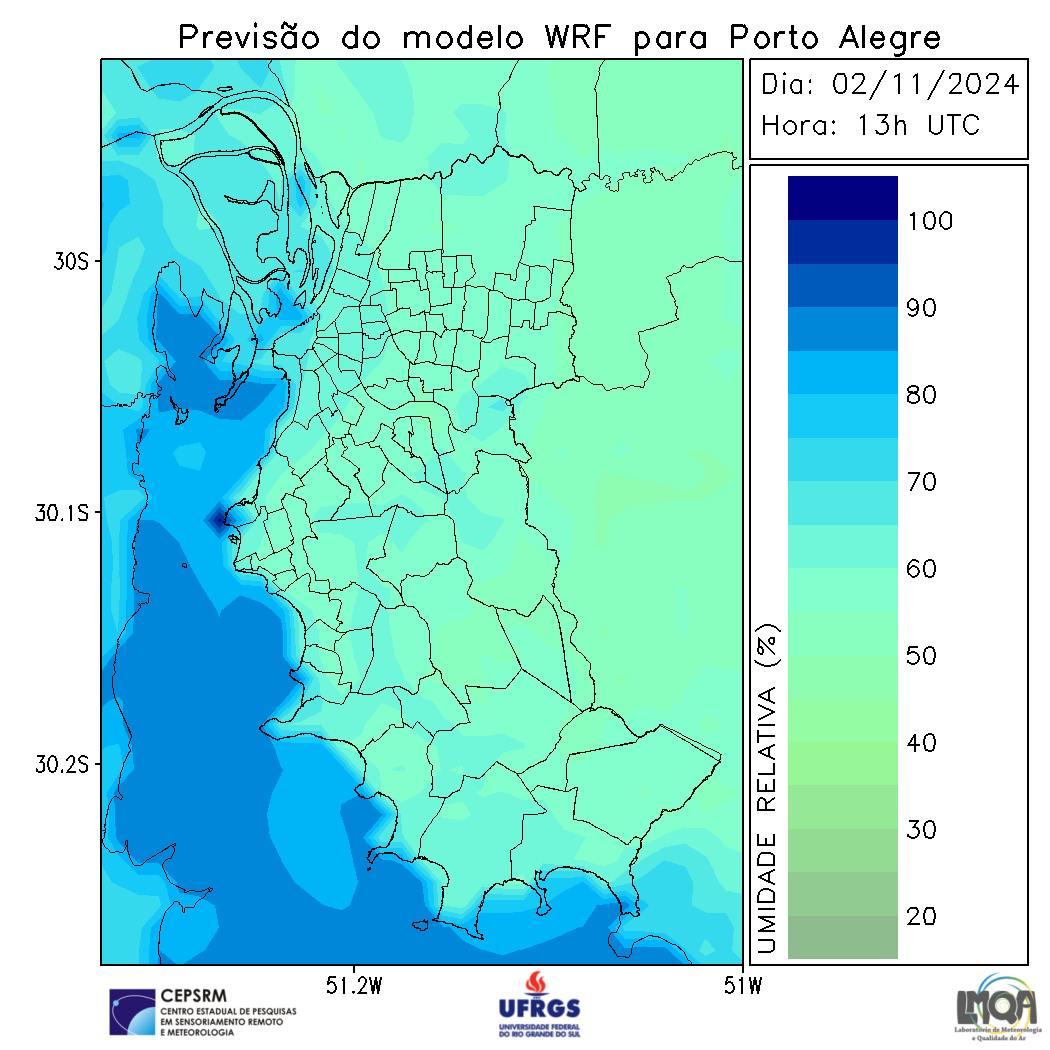 Previsão do modelo WRF para Porto Alegre
Dia: 02/11/2024
Hora: 13h UTC
100
90
80
70
60
50
40
30
20
UMIDADE RELATIVA (%)
30S
30.1S
30.2S
51.2W
51W
CEPSRM
CENTRO ESTADUAL DE PESQUISAS
EM SENSORIAMENTO REMOTO
E METEOROLOGIA
UFRGS
UNIVERSIDADE FEDERAL
DO RIO GRANDE DO SUL
LMQA
Laboratório de Meteorologia
e Qualidade do Ar